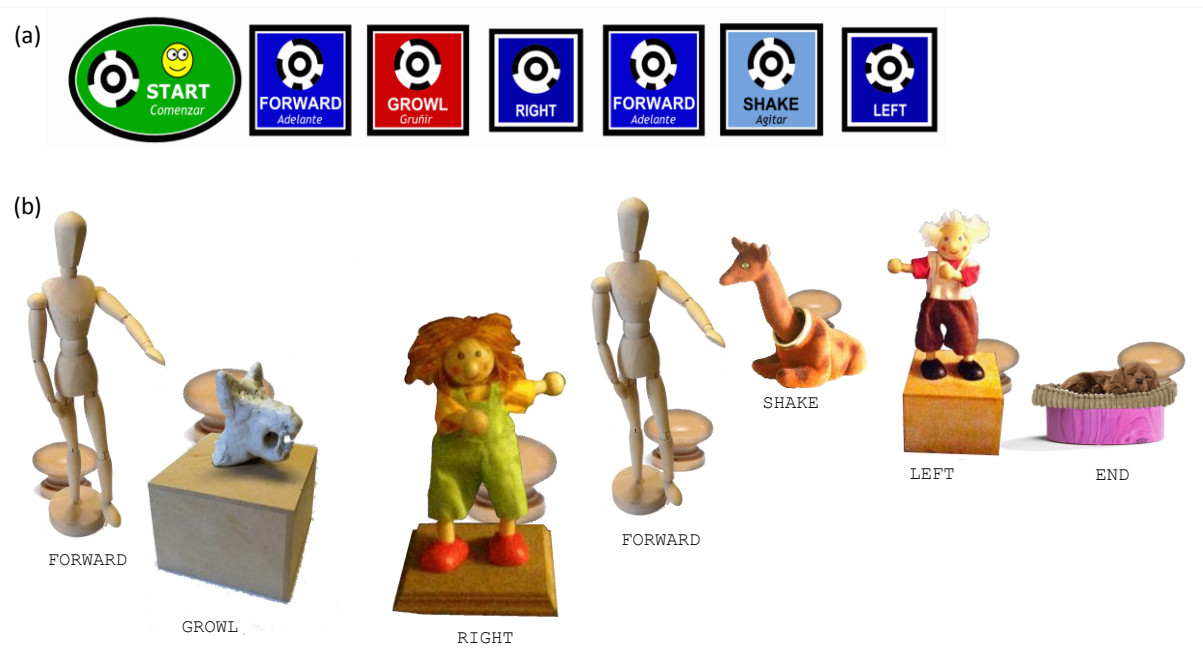 (a)
START
Comenzar
FORWARD
Adelante
GROWL
Gruñir
RIGHT
FORWARD
Adelante
SHAKE
Agitar
LEFT
(b)
SHAKE
LEFT
END
FORWARD
FORWARD
GROWL
RIGHT